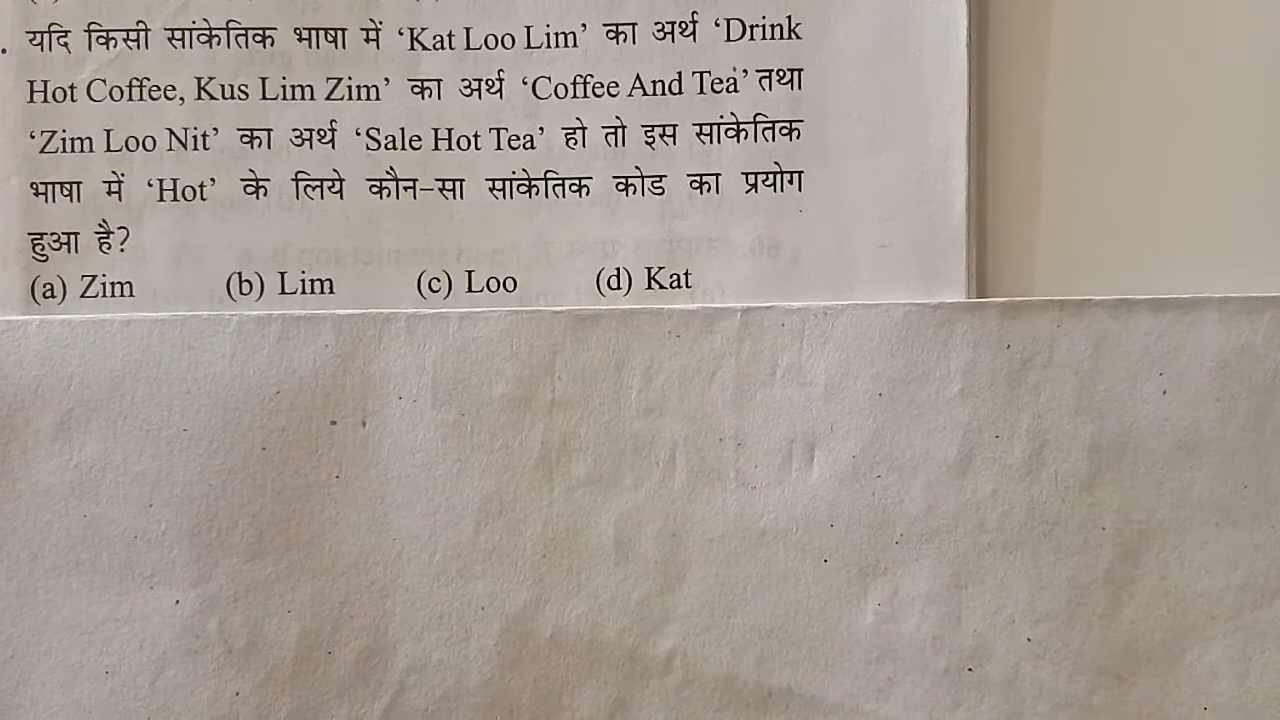 . यदि किसी सांकेतिक भाषा में ‘Kat Loo Lim’ का अर्थ ‘Drink
Hot Coffee, Kus Lim Zim’ का अर्थ ‘Coffee And Tea’ तथा
‘Zim Loo Nit’ का अर्थ ‘Sale Hot Tea’ हो तो इस सांकेतिक
भाषा में ‘Hot’ के लिये कौन-सा सांकेतिक कोड का प्रयोग
हुआ है?
(a) Zim (b) Lim (c) Loo (d) Kat